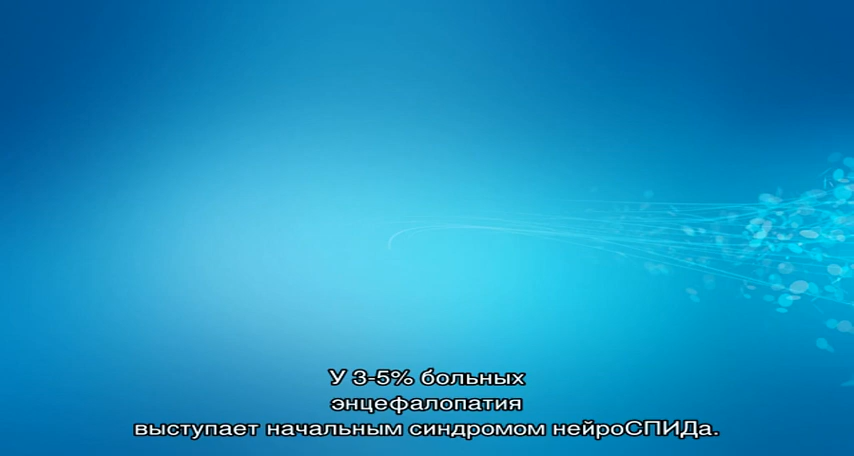 У 3-5% больных
энцефалопатия
выступает начальным синдромом нейроСПИДа.